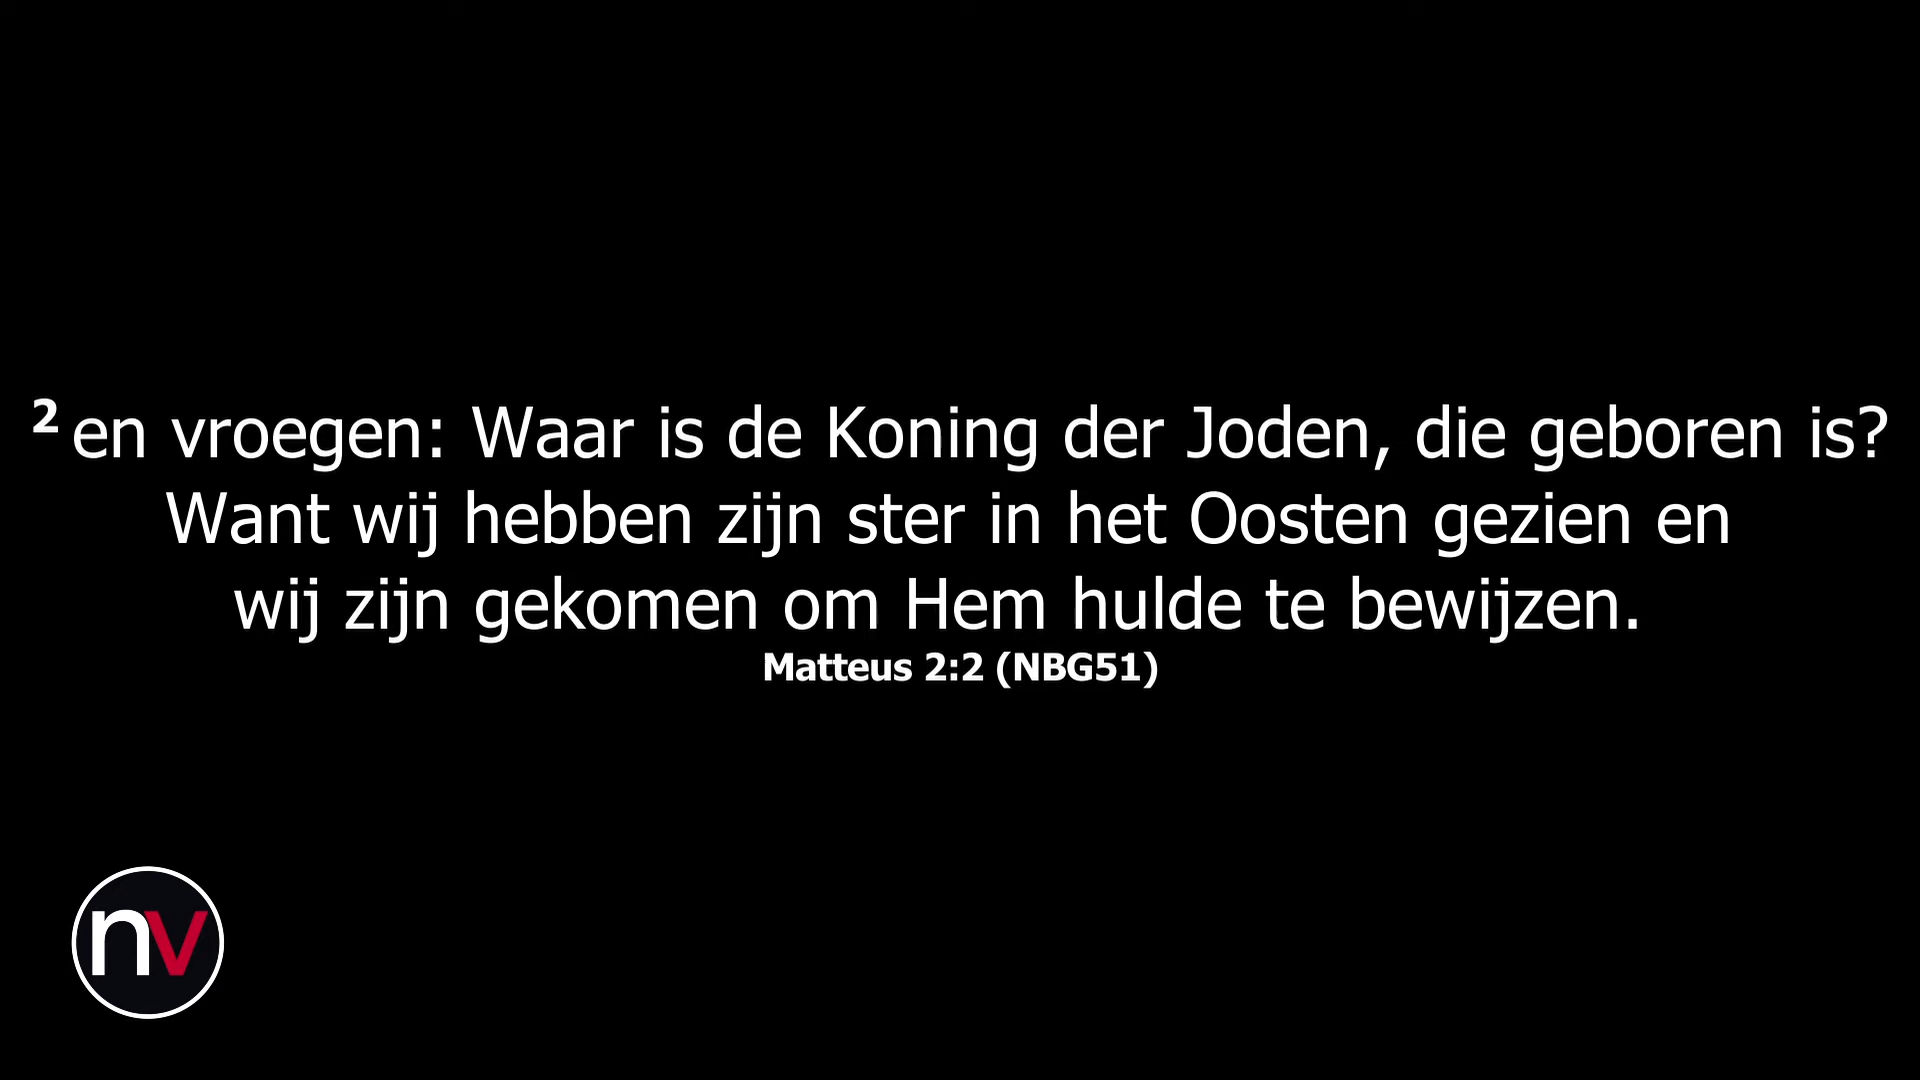 ² en vroegen: Waar is de Koning der Joden, die geboren is?
Want wij hebben zijn ster in het Oosten gezien en
wij zijn gekomen om Hem hulde te bewijzen.
Matteus 2:2 (NBG51)
nv